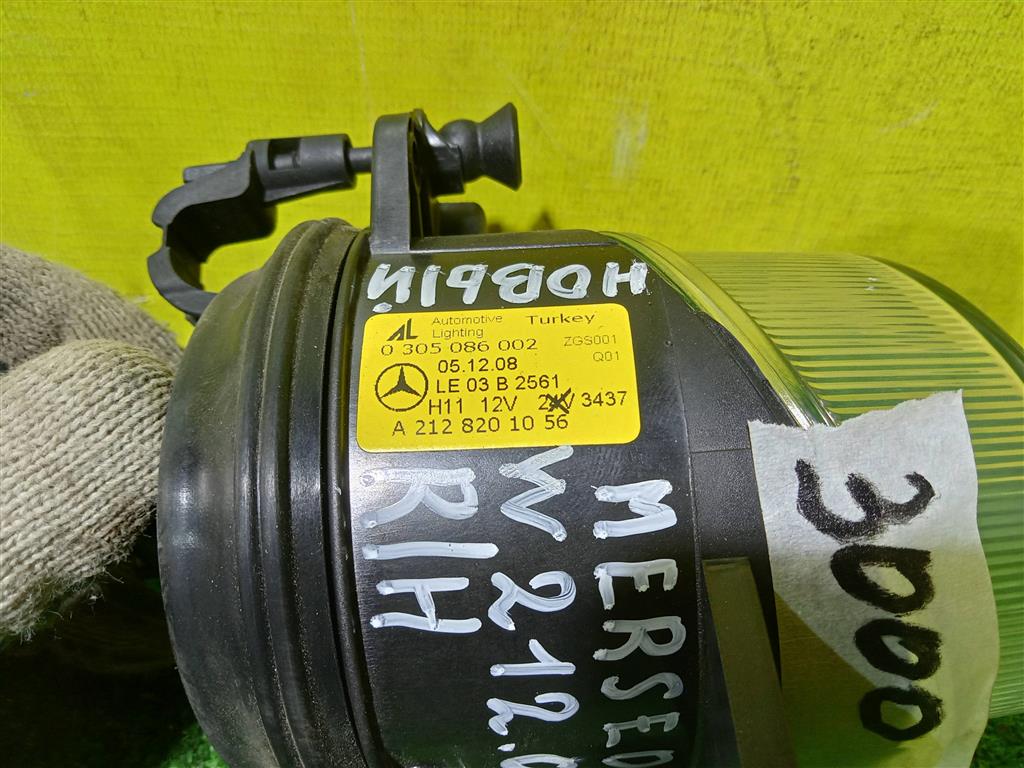 новый
AL Automotive Lighting Turkey
0 305 086 002 ZGS001
05.12.08 Q01
LE 03 B 2561
H11 12V 3437
A 212 820 10 56
MERSED
W212.
R1H
3000